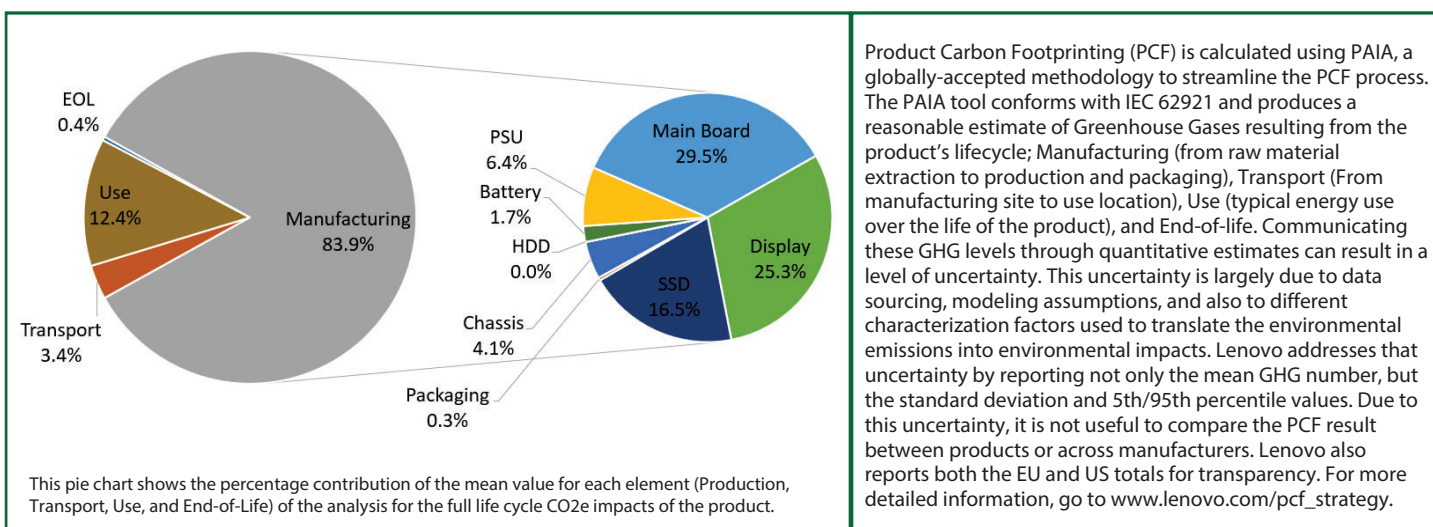 EOL
0.4%
Use
12.4%
Manufacturing
83.9%
Transport
3.4%
PSU
6.4%
Main Board
29.5%
Battery
1.7%
HDD
0.0%
Display
25.3%
SSD
16.5%
Chassis
4.1%
Packaging
0.3%
This pie chart shows the percentage contribution of the mean value for each element (Production,
Transport, Use, and End-of-Life) of the analysis for the full life cycle CO2e impacts of the product.
Product Carbon Footprinting (PCF) is calculated using PAIA, a
globally-accepted methodology to streamline the PCF process.
The PAIA tool conforms with IEC 62921 and produces a
reasonable estimate of Greenhouse Gases resulting from the
product’s lifecycle; Manufacturing (from raw material
extraction to production and packaging), Transport (From
manufacturing site to use location), Use (typical energy use
over the life of the product), and End-of-life. Communicating
these GHG levels through quantitative estimates can result in a
level of uncertainty. This uncertainty is largely due to data
sourcing, modeling assumptions, and also to different
characterization factors used to translate the environmental
emissions into environmental impacts. Lenovo addresses that
uncertainty by reporting not only the mean GHG number, but
the standard deviation and 5th/95th percentile values. Due to
this uncertainty, it is not useful to compare the PCF result
between products or across manufacturers. Lenovo also
reports both the EU and US totals for transparency. For more
detailed information, go to www.lenovo.com/pcf_strategy.